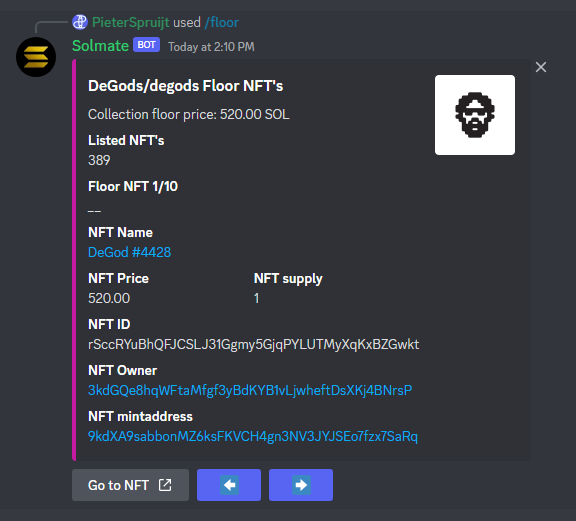 PieterSpruijt used /floor
Solmate BOT Today at 2:10 PM
DeGods/degods Floor NFT's
Collection floor price: 520.00 SOL
Listed NFT's
389
Floor NFT 1/10
__
NFT Name
DeGod #4428
NFT Price NFT supply
520.00 1
NFT ID
rSccRYuBhQFJCSLJ31Ggmy5GjqPYLUTMyXqKxBZGwkt
NFT Owner
3kdGQe8hqWFtaMfgf3yBdKYB1vLjwheftDsXKj4BNrsP
NFT mintaddress
9kdXA9sabbonMZ6ksFKVCH4gn3NV3JYJSEo7fzx7SaRq
Go to NFT